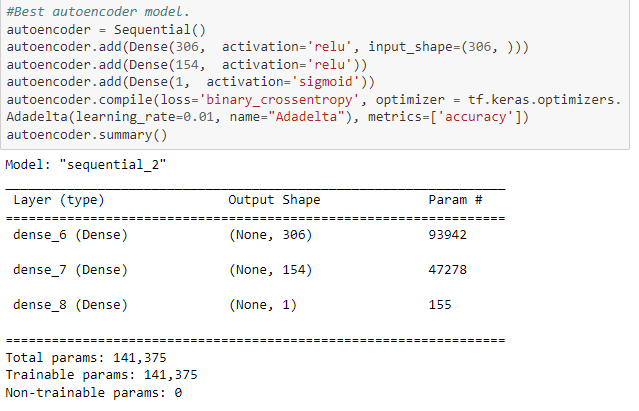 #Best autoencoder model.
autoencoder = Sequential()
autoencoder.add(Dense(306,  activation='relu', input_shape=(306, )))
autoencoder.add(Dense(154,  activation='relu'))
autoencoder.add(Dense(1,  activation='sigmoid'))
autoencoder.compile(loss='binary_crossentropy', optimizer = tf.keras.optimizers.
Adadelta(learning_rate=0.01, name="Adadelta"), metrics=['accuracy'])
autoencoder.summary()
Model: "sequential_2"
_________________________________________________________________
Layer (type) Output Shape Param #
=================================================================
dense_6 (Dense) (None, 306) 93942
dense_7 (Dense) (None, 154) 47278
dense_8 (Dense) (None, 1) 155
=================================================================
Total params: 141,375
Trainable params: 141,375
Non-trainable params: 0